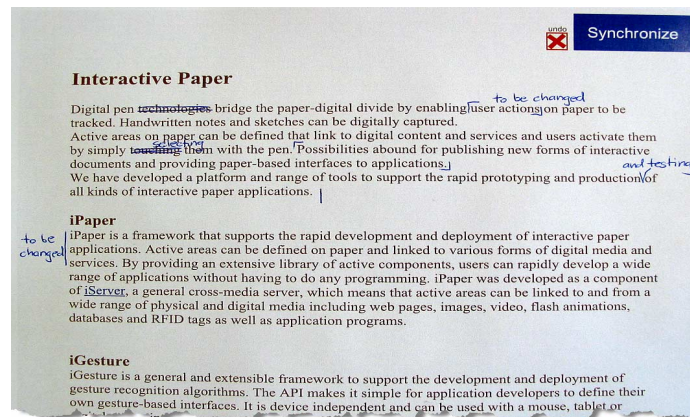 undo
Synchronize
Interactive Paper
to be changed
Digital pen technologies bridge the paper-digital divide by enabling user actions on paper to be
tracked. Handwritten notes and sketches can be digitally captured.
Active areas on paper can be defined that link to digital content and services and users activate them
selecting
by simply touching them with the pen. Possibilities abound for publishing new forms of interactive
documents and providing paper-based interfaces to applications.
and testing
We have developed a platform and range of tools to support the rapid prototyping and production of
all kinds of interactive paper applications.
iPaper
to be
changed
iPaper is a framework that supports the rapid development and deployment of interactive paper
applications. Active areas can be defined on paper and linked to various forms of digital media and
services. By providing an extensive library of active components, users can rapidly develop a wide
range of applications without having to do any programming. iPaper was developed as a component
of iServer, a general cross-media server, which means that active areas can be linked to and from a
wide range of physical and digital media including web pages, images, video, flash animations,
databases and RFID tags as well as application programs.
iGesture
iGesture is a general and extensible framework to support the development and deployment of
gesture recognition algorithms. The API makes it simple for application developers to define their
own gesture-based interfaces. It is device independent and can be used with a mouse, tablet or